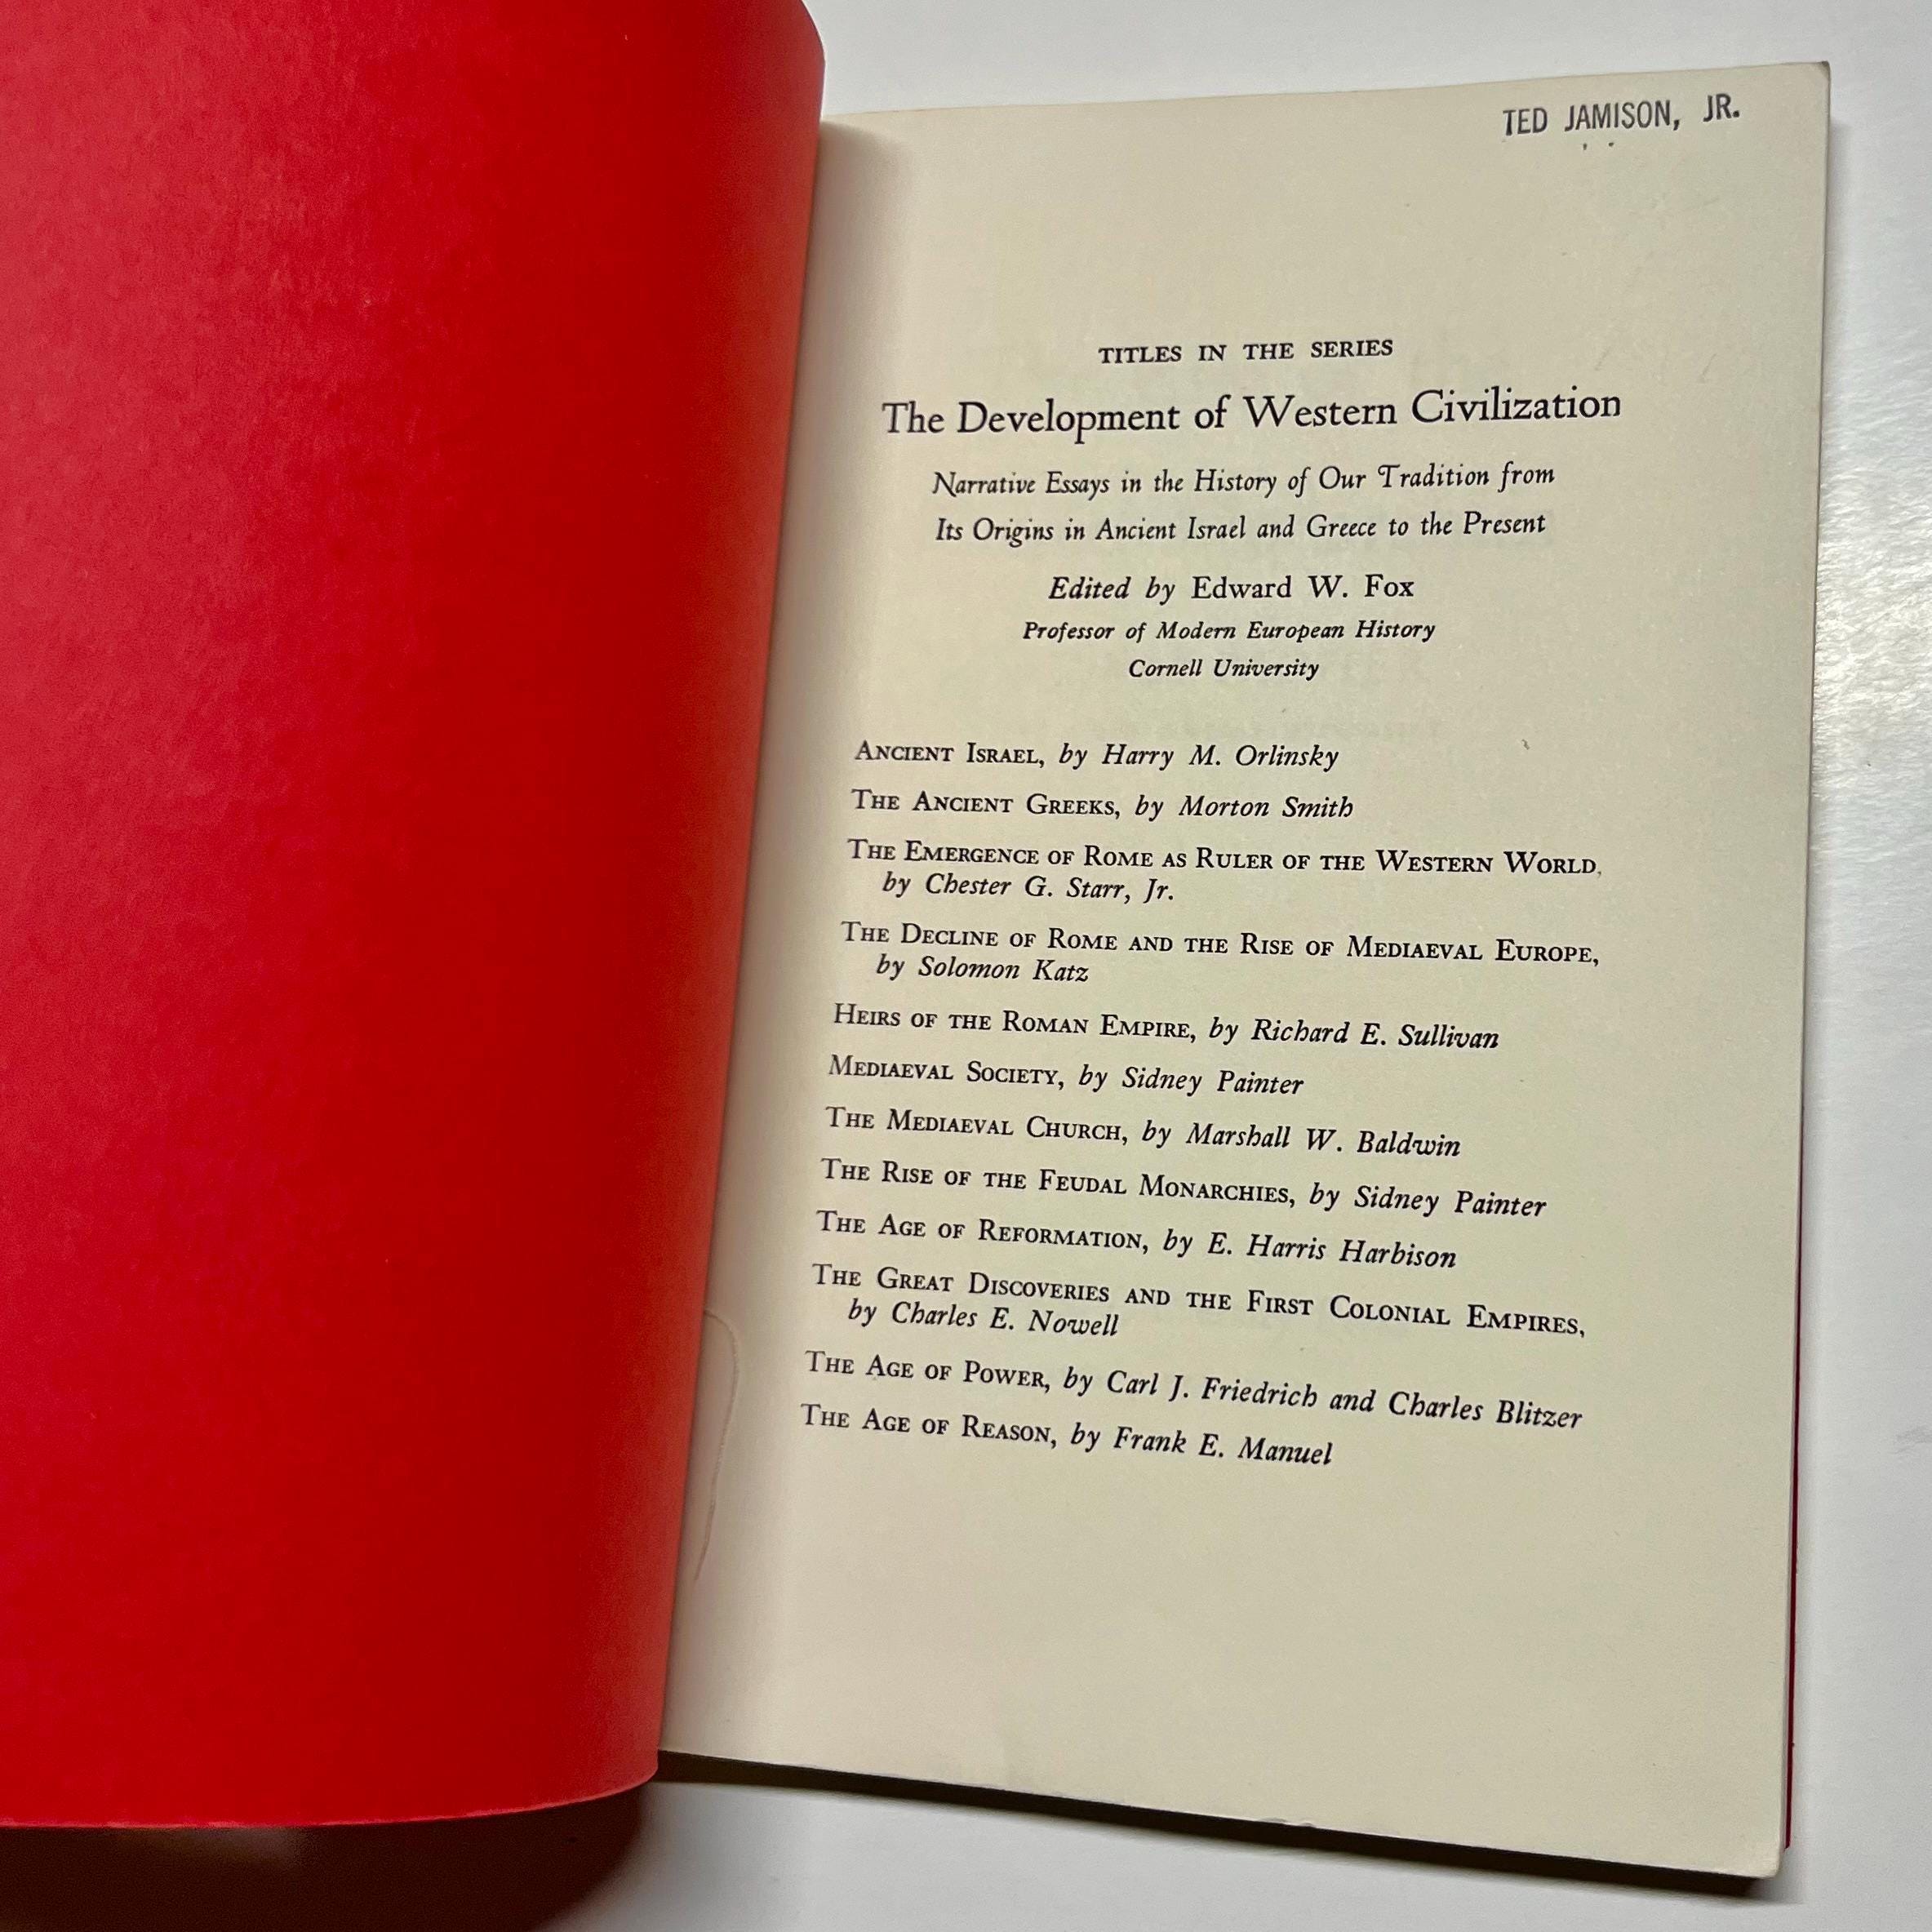 TED JAMISON, JR.
TITLES IN THE SERIES
The Development of Western Civilization
Narrative Essays in the History of Our Tradition from
Its Origins in Ancient Israel and Greece to the Present
Edited by Edward W. Fox
Professor of Modern European History
Cornell University
ANCIENT ISRAEL, by Harry M. Orlinsky
THE ANCIENT GREEKS, by Morton Smith
THE EMERGENCE OF ROME AS RULER OF THE WESTERN WORLD,
by Chester G. Starr, Jr.
THE DECLINE OF ROME AND THE RISE OF MEDIAEVAL EUROPE,
by Solomon Katz
HEIRS OF THE ROMAN EMPIRE, by Richard E. Sullivan
MEDIAEVAL SOCIETY, by Sidney Painter
THE MEDIAEVAL CHURCH, by Marshall W. Baldwin
THE RISE OF THE FEUDAL MONARCHIES, by Sidney Painter
THE AGE OF REFORMATION, by E. Harris Harbison
THE GREAT DISCOVERIES AND THE FIRST COLONIAL EMPIRES,
by Charles E. Nowell
THE AGE OF POWER, by Carl J. Friedrich and Charles Blitzer
THE AGE OF REASON, by Frank E. Manuel